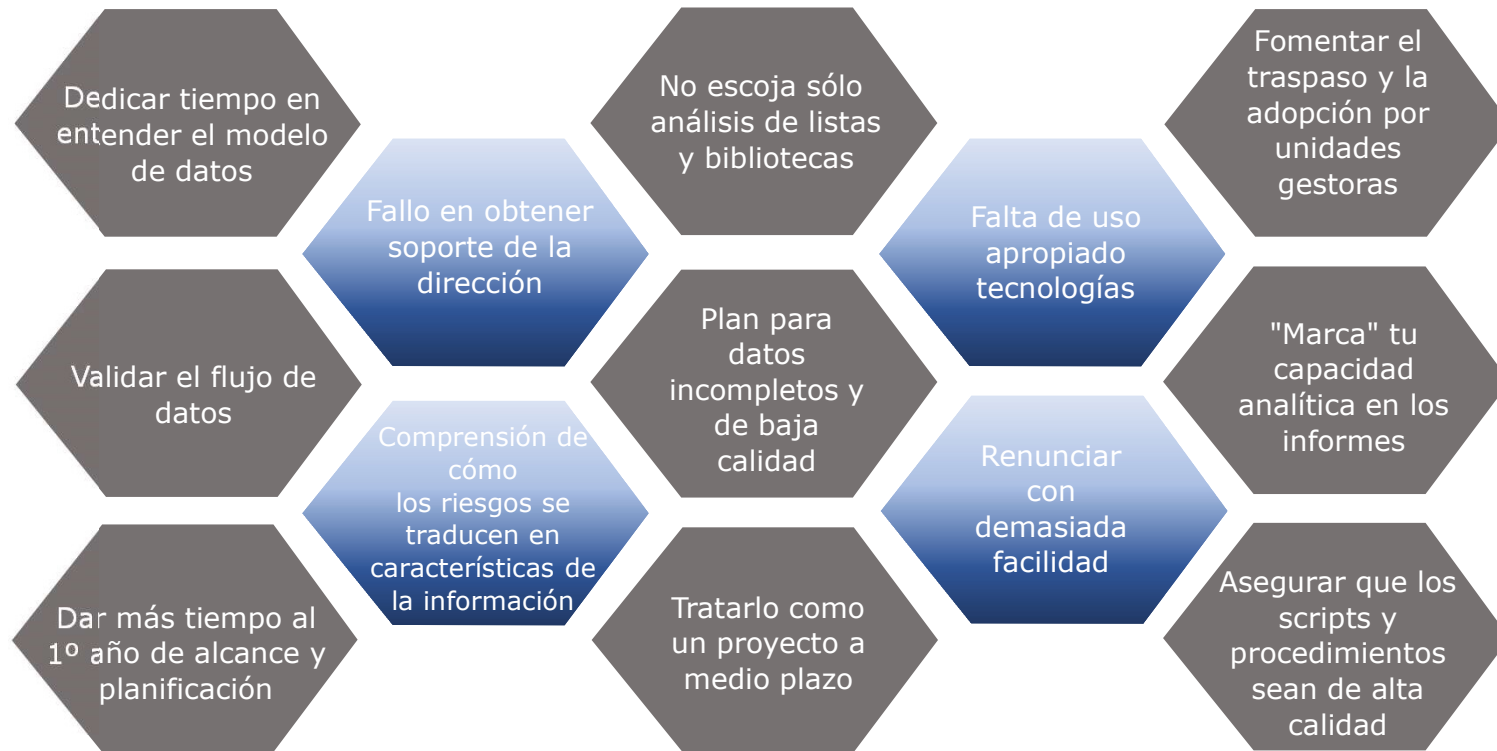 Dedicar tiempo en
entender el modelo
de datos
Validar el flujo de
datos
Dar más tiempo al
1º año de alcance y
planificación
Fallo en obtener
soporte de la
dirección
Comprensión de
cómo
los riesgos se
traducen en
características de
la información
No escoja sólo
análisis de listas
y bibliotecas
Plan para
datos
incompletos y
de baja
calidad
Tratarlo como
un proyecto a
medio plazo
Falta de uso
apropiado
tecnologías
Renunciar
con
demasiada
facilidad
Fomentar el
traspaso y la
adopción por
unidades
gestoras
"Marca" tu
capacidad
analítica en los
informes
Asegurar que los
scripts y
procedimientos
sean de alta
calidad